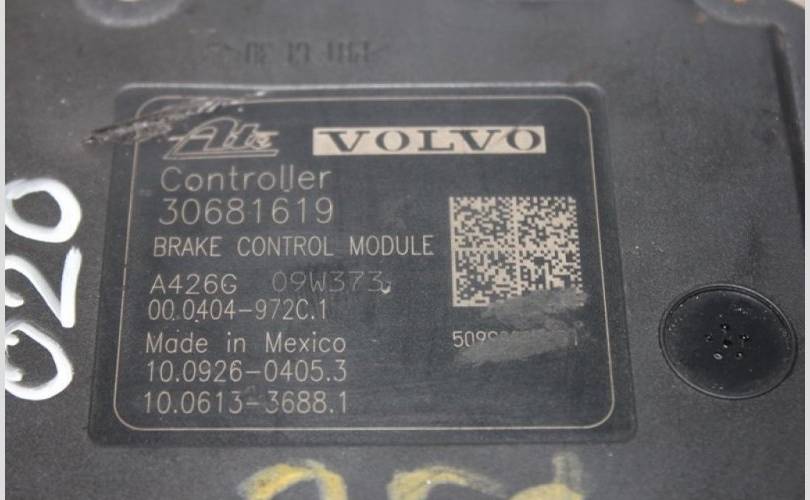 Ate VOLVO
Controller
30681619
BRAKE CONTROL MODULE
A426G 09W373
00.0404-972C.1
Made in Mexico
10.0926-0405.3
10.0613-3688.1
020